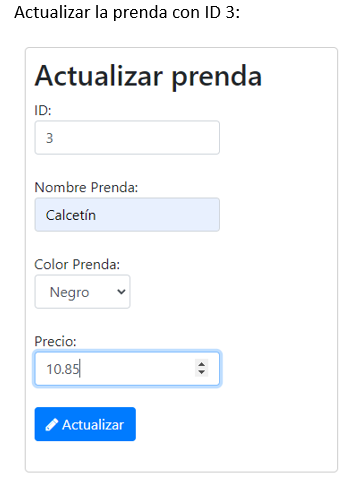 Actualizar la prenda con ID 3:
Actualizar prenda
ID:
3
Nombre Prenda:
Calcetín
Color Prenda:
Negro
Precio:
10.85
Actualizar